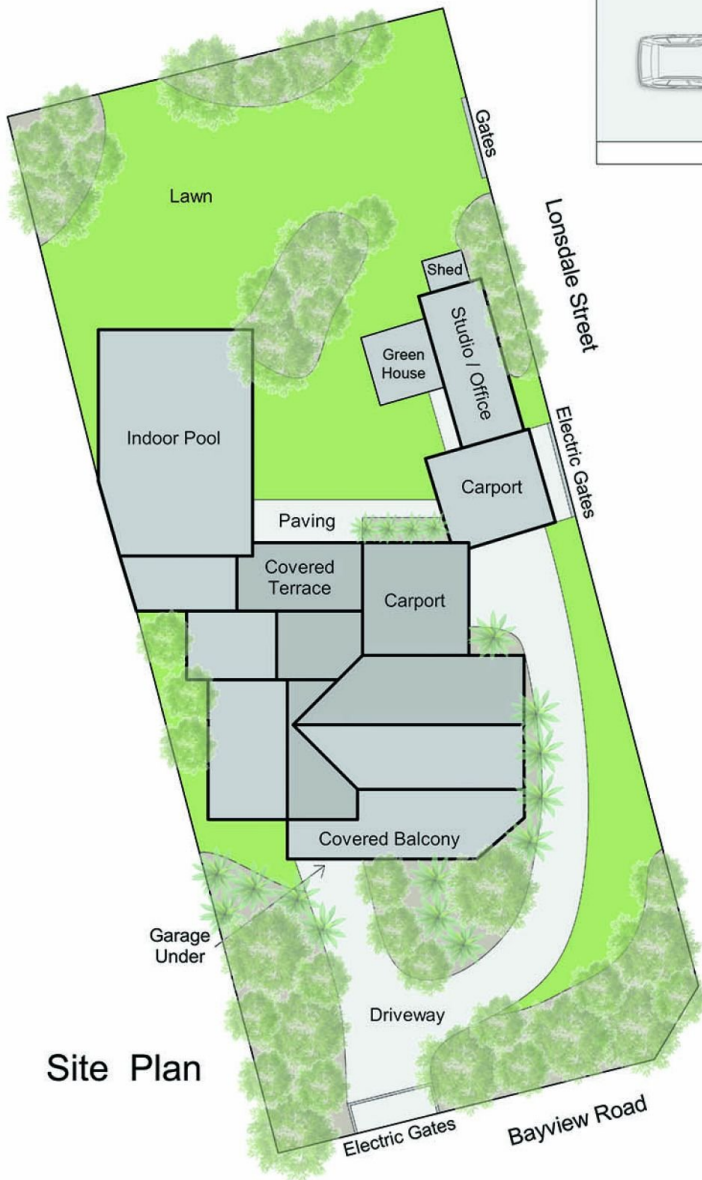 Gates
Lawn
Lonsdale Street
Shed
Studio / Office
Green
House
Indoor Pool
Electric Gates
Carport
Paving
Covered
Terrace
Carport
Covered Balcony
Garage
Under
Driveway
Site Plan
Electric Gates
Bayview Road